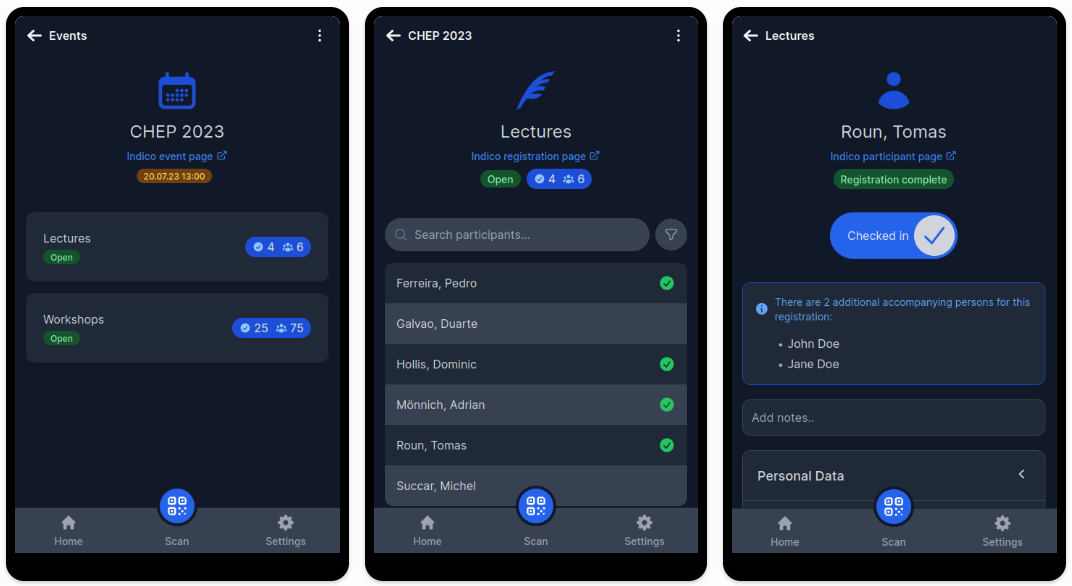 Events
CHEP 2023
Indico event page
20.07.23 13:00
Lectures
Open
4 6
Workshops
Open
25 75
Home
Scan
Settings
CHEP 2023
Lectures
Indico registration page
Open 4 6
Search participants...
Ferreira, Pedro
Galvao, Duarte
Hollis, Dominic
Mönnich, Adrian
Roun, Tomas
Succar, Michel
Home
Scan
Settings
Lectures
Roun, Tomas
Indico participant page
Registration complete
Checked in
There are 2 additional accompanying persons for this
registration:
• John Doe
• Jane Doe
Add notes..
Personal Data
Home
Scan
Settings